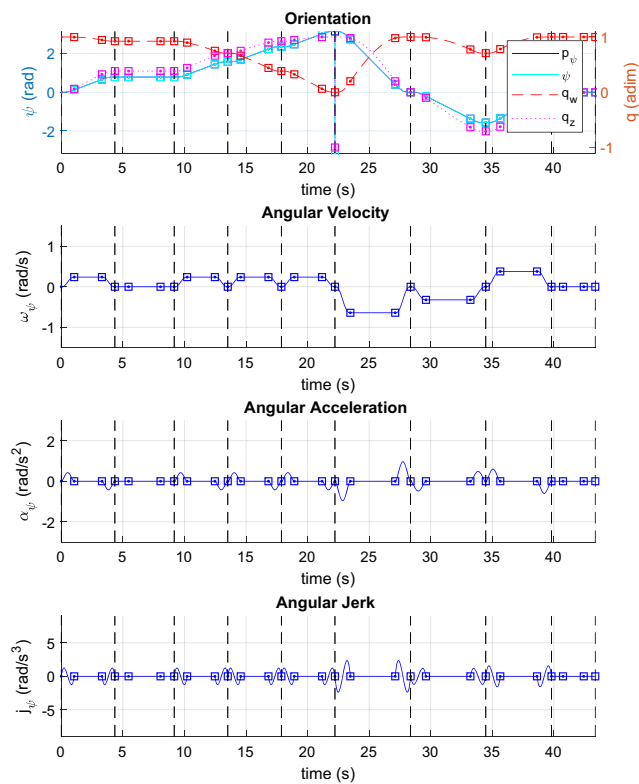 Orientation
2
0
-2
ψ (rad)
1
0
-1
q (adim)
p_ψ
ψ
q_w
q_z
0 5 10 15 20 25 30 35 40
time (s)
Angular Velocity
1
0
-1
ω_ψ (rad/s)
0 5 10 15 20 25 30 35 40
time (s)
Angular Acceleration
2
0
-2
α_ψ (rad/s²)
0 5 10 15 20 25 30 35 40
time (s)
Angular Jerk
5
0
-5
j_ψ (rad/s³)
0 5 10 15 20 25 30 35 40
time (s)